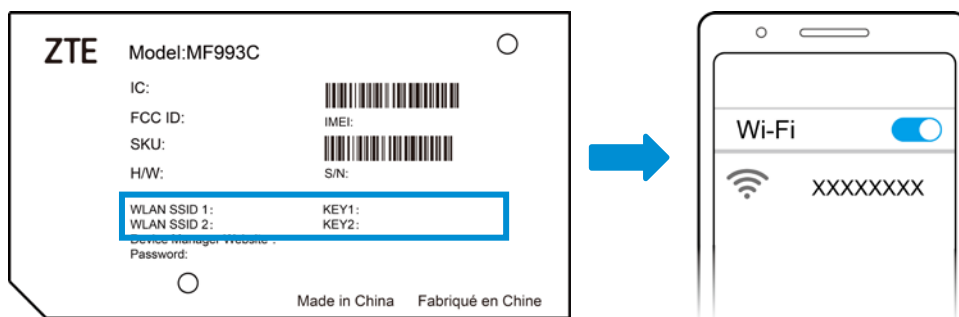 ZTE
Model:MF993C
IC:
FCC ID:
IMEI:
SKU:
H/W:
S/N:
WLAN SSID 1:
KEY1:
WLAN SSID 2:
KEY2:
Device Manager Website :
Password:
Made in China
Fabriqué en Chine
Wi-Fi
XXXXXXXX